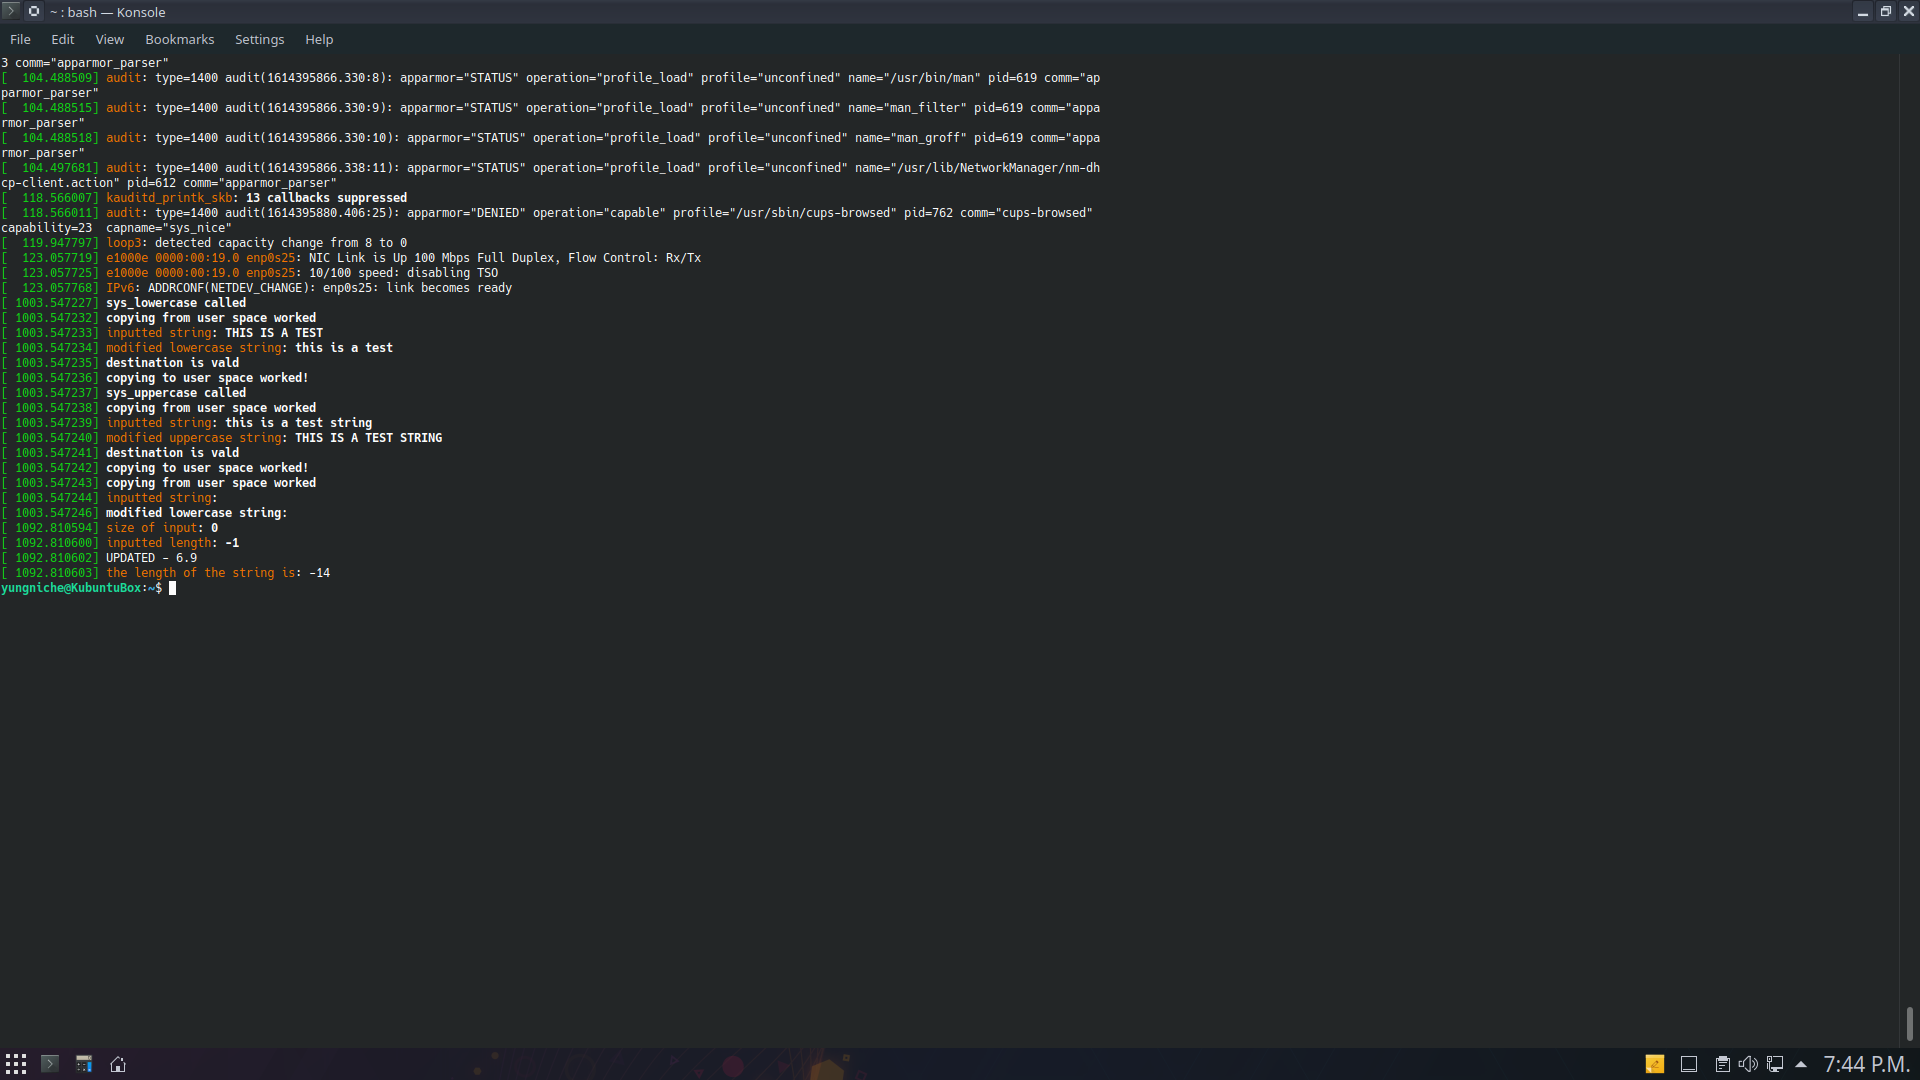 ~ : bash — Konsole
File Edit View Bookmarks Settings Help
3 comm="apparmor_parser"
[  104.488509] audit: type=1400 audit(1614395866.330:8): apparmor="STATUS" operation="profile_load" profile="unconfined" name="/usr/bin/man" pid=619 comm="ap
parmor_parser"
[  104.488515] audit: type=1400 audit(1614395866.330:9): apparmor="STATUS" operation="profile_load" profile="unconfined" name="man_filter" pid=619 comm="appa
rmor_parser"
[  104.488518] audit: type=1400 audit(1614395866.330:10): apparmor="STATUS" operation="profile_load" profile="unconfined" name="man_groff" pid=619 comm="appa
rmor_parser"
[  104.497681] audit: type=1400 audit(1614395866.338:11): apparmor="STATUS" operation="profile_load" profile="unconfined" name="/usr/lib/NetworkManager/nm-dh
cp-client.action" pid=612 comm="apparmor_parser"
[  118.566007] kauditd_printk_skb: 13 callbacks suppressed
[  118.566011] audit: type=1400 audit(1614395880.406:25): apparmor="DENIED" operation="capable" profile="/usr/sbin/cups-browsed" pid=762 comm="cups-browsed"
capability=23  capname="sys_nice"
[  119.947797] loop3: detected capacity change from 8 to 0
[  123.057719] e1000e 0000:00:19.0 enp0s25: NIC Link is Up 100 Mbps Full Duplex, Flow Control: Rx/Tx
[  123.057725] e1000e 0000:00:19.0 enp0s25: 10/100 speed: disabling TSO
[  123.057768] IPv6: ADDRCONF(NETDEV_CHANGE): enp0s25: link becomes ready
[ 1003.547227] sys_lowercase called
[ 1003.547232] copying from user space worked
[ 1003.547233] inputted string: THIS IS A TEST
[ 1003.547234] modified lowercase string: this is a test
[ 1003.547235] destination is vald
[ 1003.547236] copying to user space worked!
[ 1003.547237] sys_uppercase called
[ 1003.547238] copying from user space worked
[ 1003.547239] inputted string: this is a test string
[ 1003.547240] modified uppercase string: THIS IS A TEST STRING
[ 1003.547241] destination is vald
[ 1003.547242] copying to user space worked!
[ 1003.547243] copying from user space worked
[ 1003.547244] inputted string:
[ 1003.547246] modified lowercase string:
[ 1092.810594] size of input: 0
[ 1092.810600] inputted length: -1
[ 1092.810602] UPDATED - 6.9
[ 1092.810603] the length of the string is: -14
yungniche@KubuntuBox:~$
7:44 P.M.